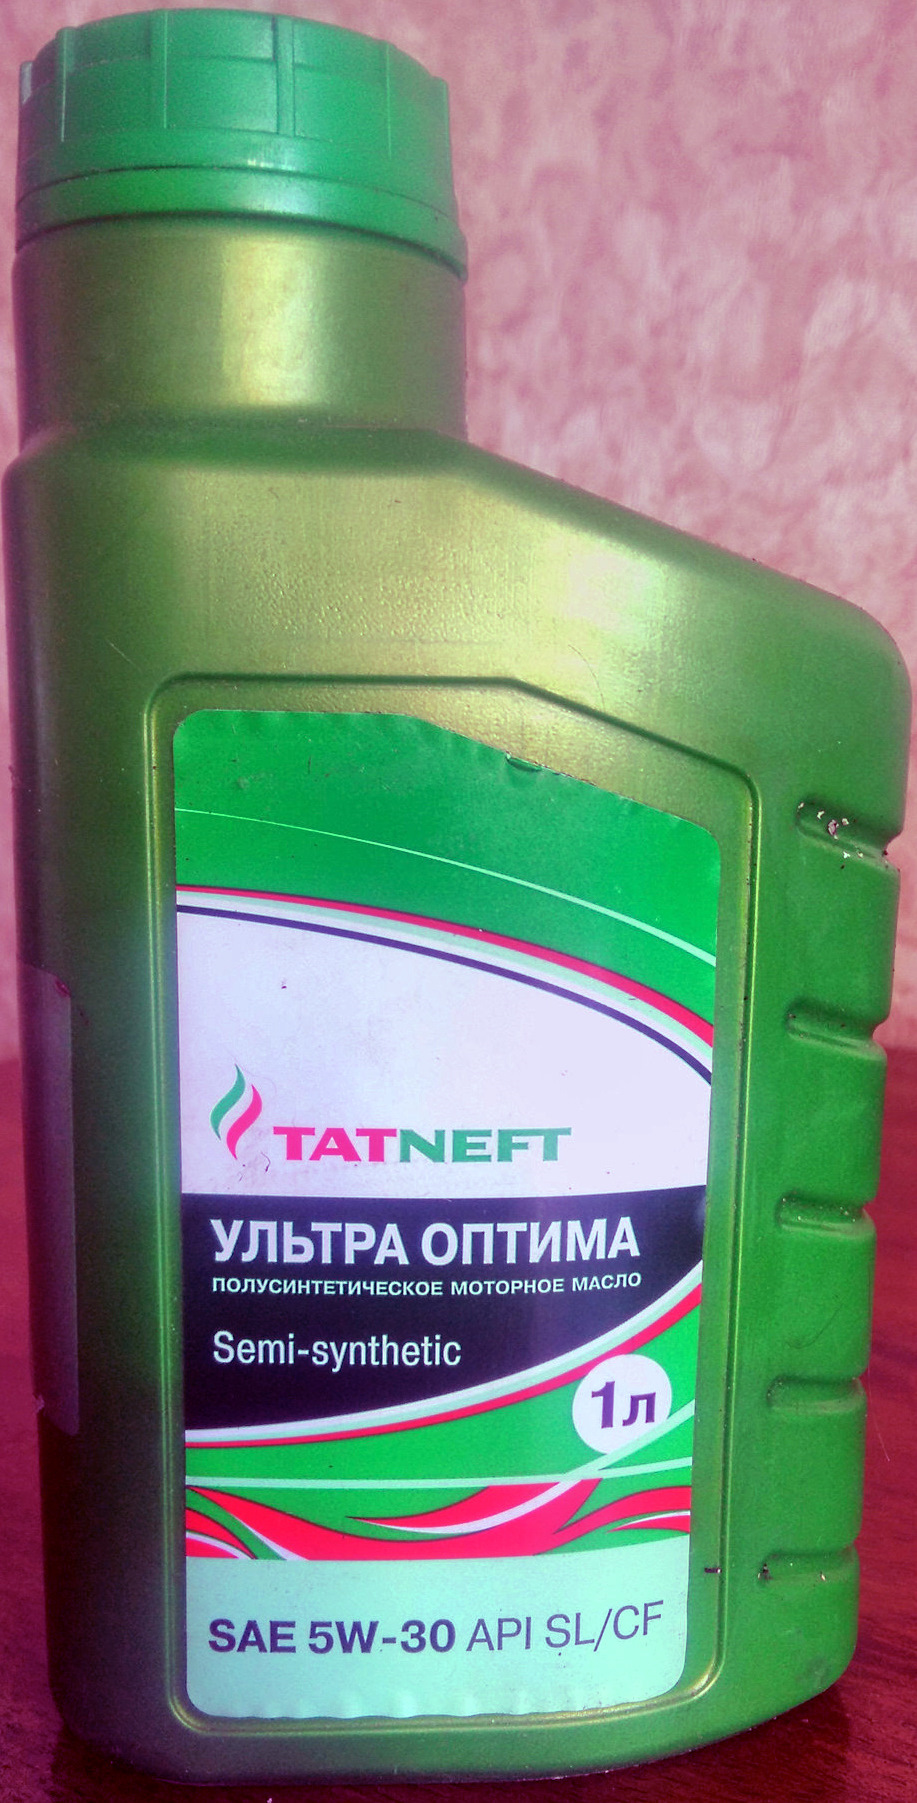 TATNEFT
УЛЬТРА ОПТИМА
ПОЛУСИНТЕТИЧЕСКОЕ МОТОРНОЕ МАСЛО
Semi-synthetic
1л
SAE 5W-30 API SL/CF